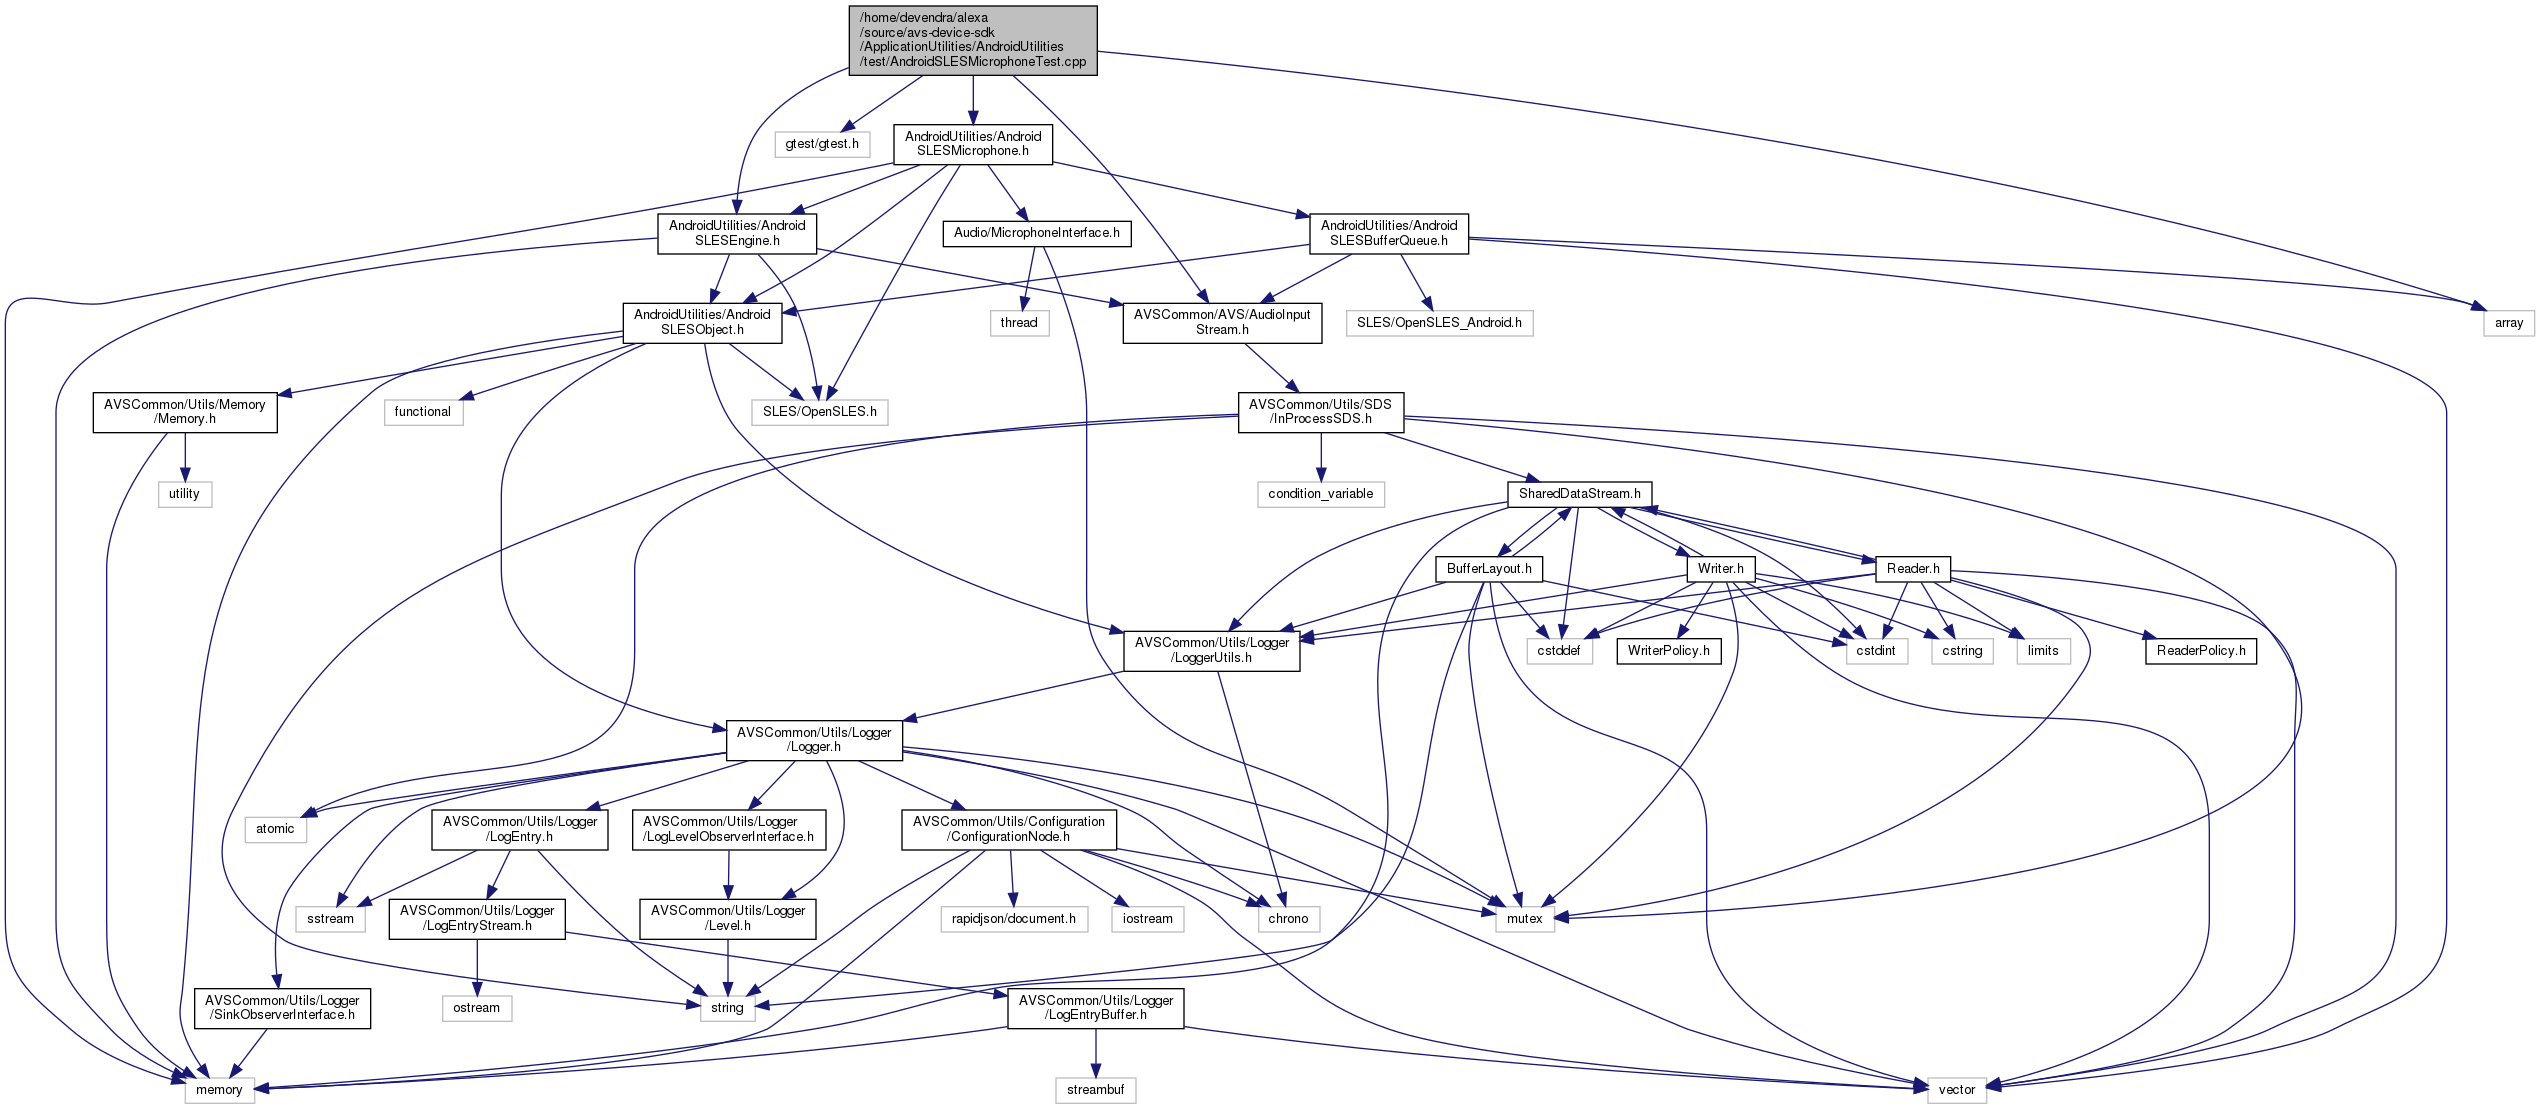 /home/devendra/alexa
/source/avs-device-sdk
/ApplicationUtilities/AndroidUtilities
/test/AndroidSLESMicrophoneTest.cpp
gtest/gtest.h
AndroidUtilities/Android
SLESMicrophone.h
AndroidUtilities/Android
SLESEngine.h
Audio/MicrophoneInterface.h
AndroidUtilities/Android
SLESBufferQueue.h
AndroidUtilities/Android
SLESObject.h
thread
AVSCommon/AVS/AudioInput
Stream.h
SLES/OpenSLES_Android.h
array
AVSCommon/Utils/Memory
/Memory.h
functional
SLES/OpenSLES.h
AVSCommon/Utils/SDS
/InProcessSDS.h
utility
condition_variable
SharedDataStream.h
BufferLayout.h
Writer.h
Reader.h
AVSCommon/Utils/Logger
/LoggerUtils.h
cstddef
WriterPolicy.h
cstdint
cstring
limits
ReaderPolicy.h
AVSCommon/Utils/Logger
/Logger.h
atomic
AVSCommon/Utils/Logger
/LogEntry.h
AVSCommon/Utils/Logger
/LogLevelObserverInterface.h
AVSCommon/Utils/Configuration
/ConfigurationNode.h
sstream
AVSCommon/Utils/Logger
/LogEntryStream.h
AVSCommon/Utils/Logger
/Level.h
rapidjson/document.h
iostream
chrono
mutex
AVSCommon/Utils/Logger
/SinkObserverInterface.h
ostream
string
AVSCommon/Utils/Logger
/LogEntryBuffer.h
memory
streambuf
vector